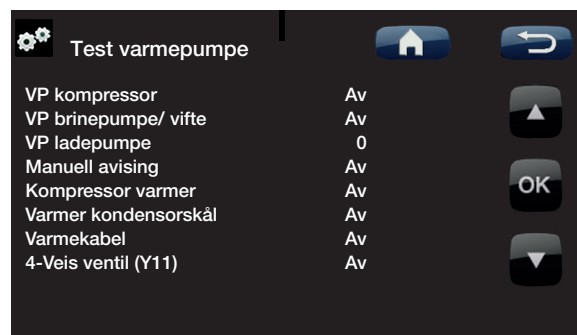 Test varmepumpe
VP kompressor Av
VP brinepumpe/ vifte Av
VP ladepumpe 0
Manuell avising Av
Kompressor varmer Av
Varmer kondensorskål Av
Varmekabel Av
4-Veis ventil (Y11) Av
OK